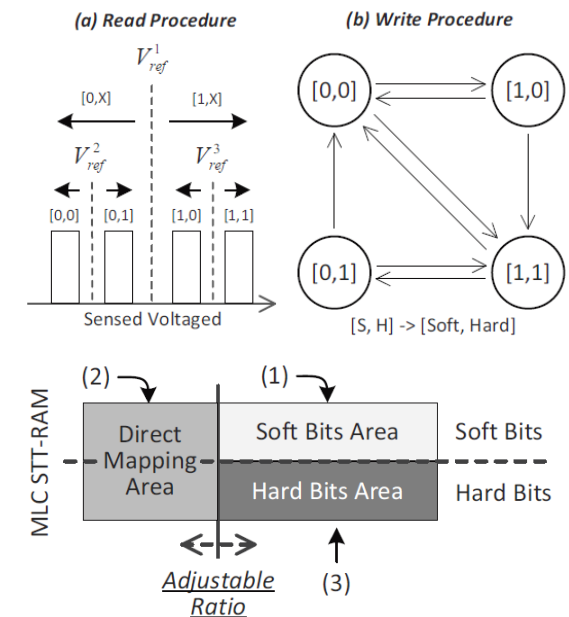 (a) Read Procedure
V¹ref
[0,X] [1,X]
V²ref V³ref
[0,0] [0,1] [1,0] [1,1]
Sensed Voltaged
(b) Write Procedure
[0,0] [1,0]
[0,1] [1,1]
[S, H] -> [Soft, Hard]
(2) (1)
MLC STT-RAM
Direct
Mapping
Area
Soft Bits Area
Hard Bits Area
Soft Bits
Hard Bits
Adjustable
Ratio
(3)